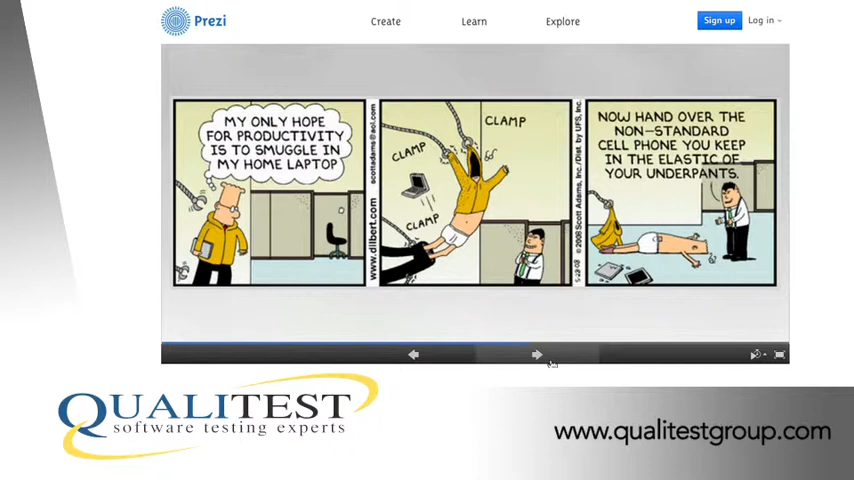 Prezi
Create
Learn
Explore
Sign up
Log in
MY ONLY HOPE
FOR PRODUCTIVITY
IS TO SMUGGLE IN
MY HOME LAPTOP
www.dilbert.com
scottadams@aol.com
CLAMP
CLAMP
CLAMP
5-28-08
©2008 Scott Adams, Inc./Dist. by UFS, Inc.
NOW HAND OVER THE
NON-STANDARD
CELL PHONE YOU KEEP
IN THE ELASTIC OF
YOUR UNDERPANTS.
QUALITEST
software testing experts
www.qualitestgroup.com